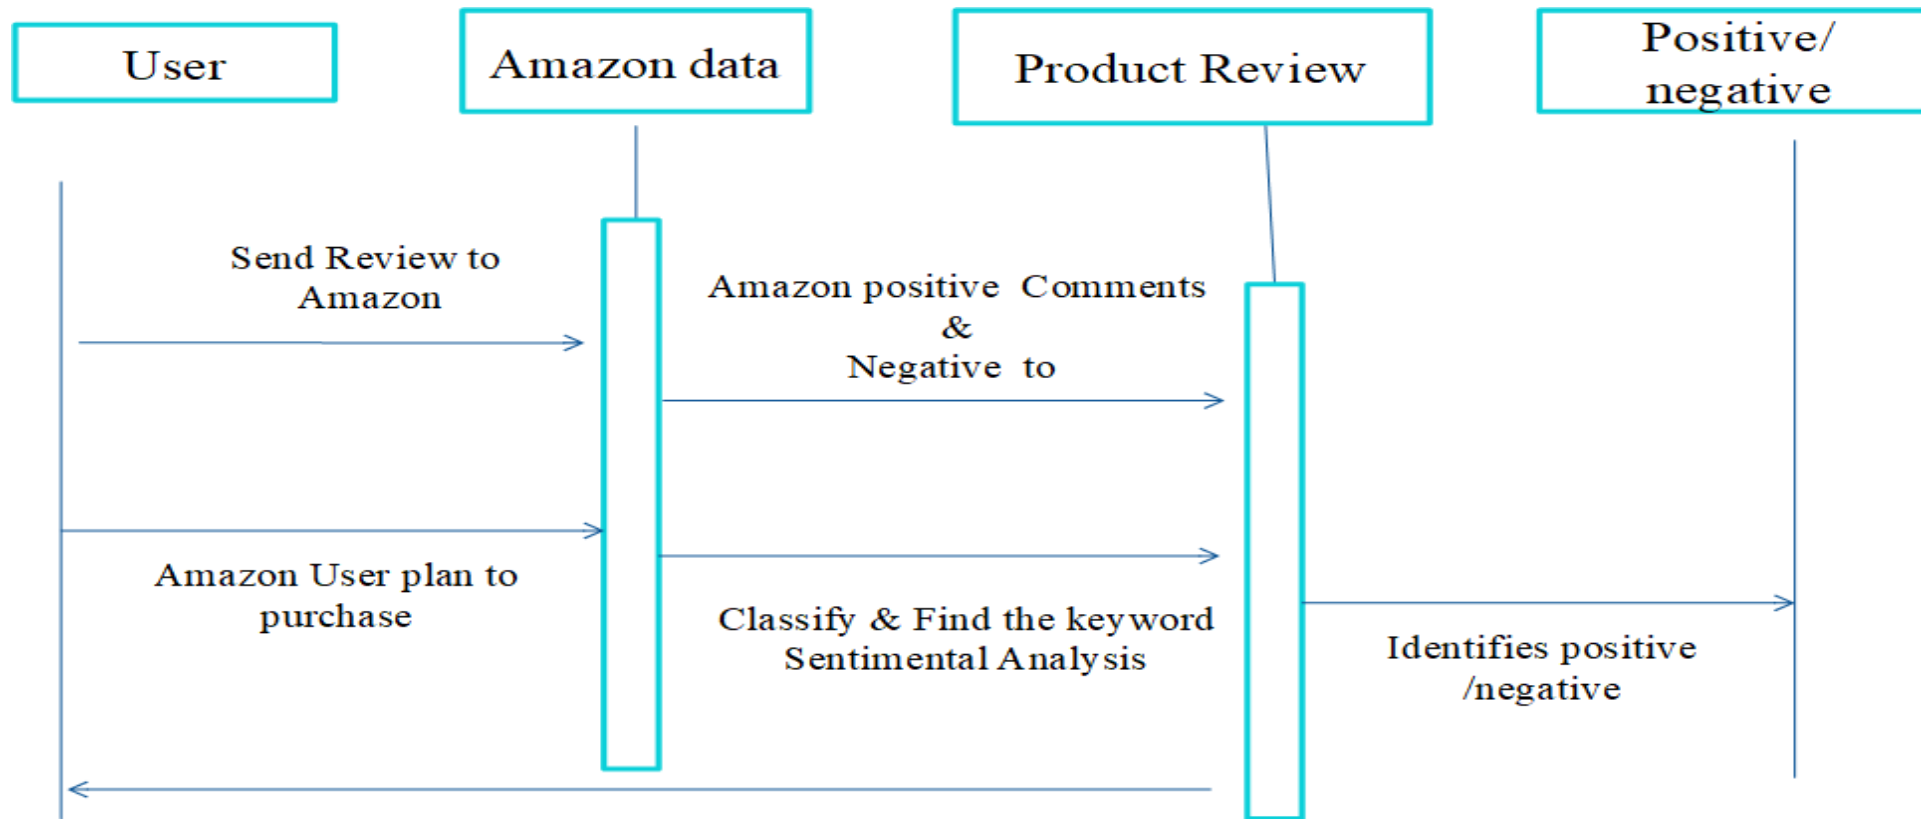 User
Amazon data
Product Review
Positive/
negative
Send Review to
Amazon
Amazon positive  Comments
&
Negative  to
Amazon User plan to
purchase
Classify & Find the keyword
Sentimental Analysis
Identifies positive
/negative